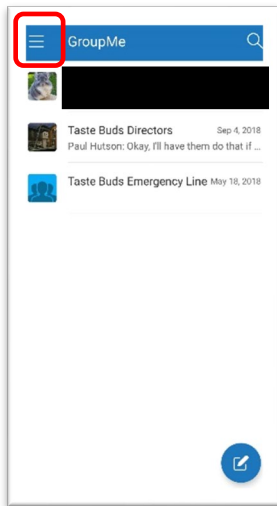 GroupMe
Taste Buds Directors Sep 4, 2018
Paul Hutson: Okay, I'll have them do that if ...
Taste Buds Emergency Line May 18, 2018